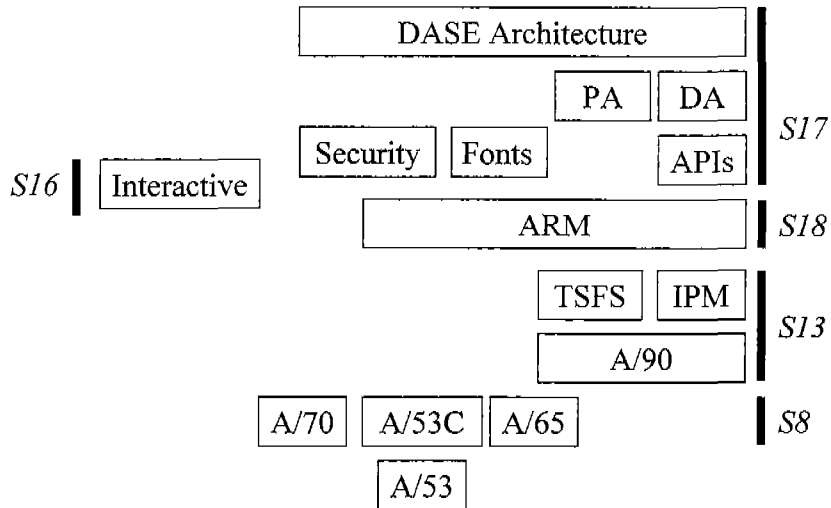 DASE Architecture
PA DA
S17
Security Fonts APIs
S16 Interactive
ARM S18
TSFS IPM
S13
A/90
A/70 A/53C A/65 S8
A/53